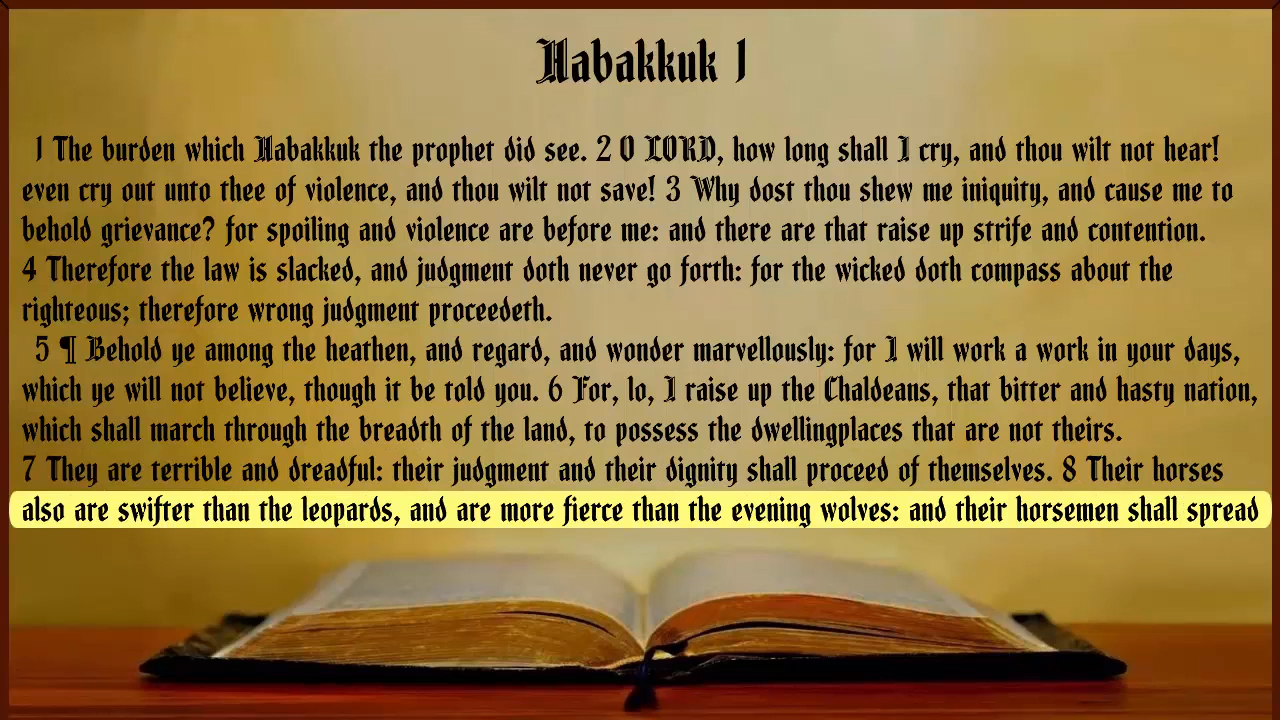 Habakkuk 1
1 The burden which Habakkuk the prophet did see. 2 O LORD, how long shall I cry, and thou wilt not hear!
even cry out unto thee of violence, and thou wilt not save! 3 Why dost thou shew me iniquity, and cause me to
behold grievance? for spoiling and violence are before me: and there are that raise up strife and contention.
4 Therefore the law is slacked, and judgment doth never go forth: for the wicked doth compass about the
righteous; therefore wrong judgment proceedeth.
5 ¶ Behold ye among the heathen, and regard, and wonder marvellously: for I will work a work in your days,
which ye will not believe, though it be told you. 6 For, lo, I raise up the Chaldeans, that bitter and hasty nation,
which shall march through the breadth of the land, to possess the dwellingplaces that are not theirs.
7 They are terrible and dreadful: their judgment and their dignity shall proceed of themselves. 8 Their horses
also are swifter than the leopards, and are more fierce than the evening wolves: and their horsemen shall spread